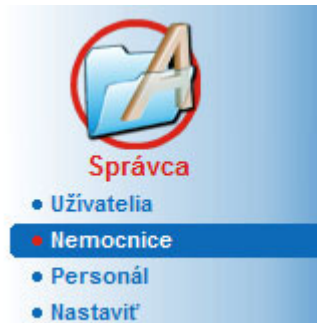 Správca
Užívatelia
Nemocnice
Personál
Nastaviť